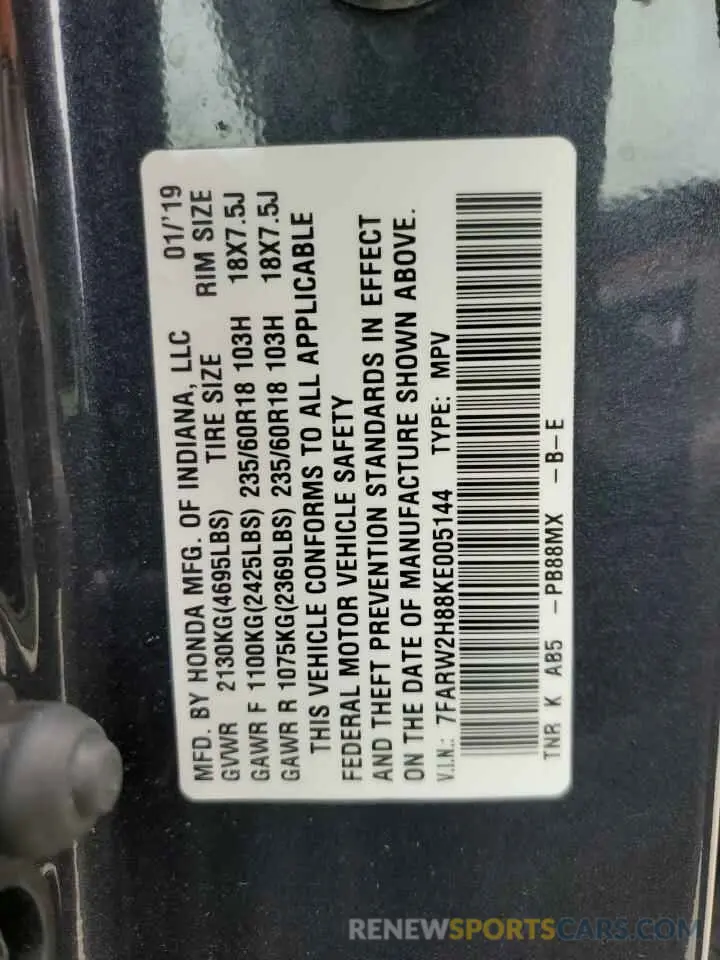 MFD. BY HONDA MFG. OF INDIANA, LLC 01/'19
GVWR 2130KG(4695LBS) TIRE SIZE RIM SIZE
GAWR F 1100KG(2425LBS) 235/60R18 103H 18X7.5J
GAWR R 1075KG(2369LBS) 235/60R18 103H 18X7.5J
THIS VEHICLE CONFORMS TO ALL APPLICABLE
FEDERAL MOTOR VEHICLE SAFETY
AND THEFT PREVENTION STANDARDS IN EFFECT
ON THE DATE OF MANUFACTURE SHOWN ABOVE.
V.I.N.: 7FARW2H88KE005144 TYPE: MPV
TNR K AB5 -PB88MX -B-E
RENEWSPORTSCARS.COM